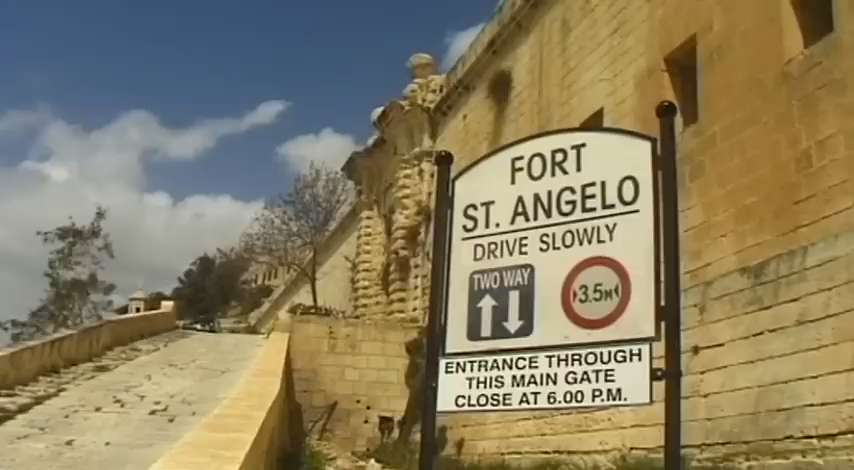 FORT
ST. ANGELO
DRIVE SLOWLY
TWO WAY
3.5M
ENTRANCE THROUGH
THIS MAIN GATE
CLOSE AT 6.00 P.M.